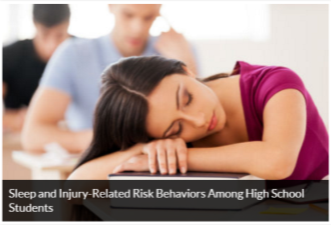 Sleep and Injury-Related Risk Behaviors Among High School
Students